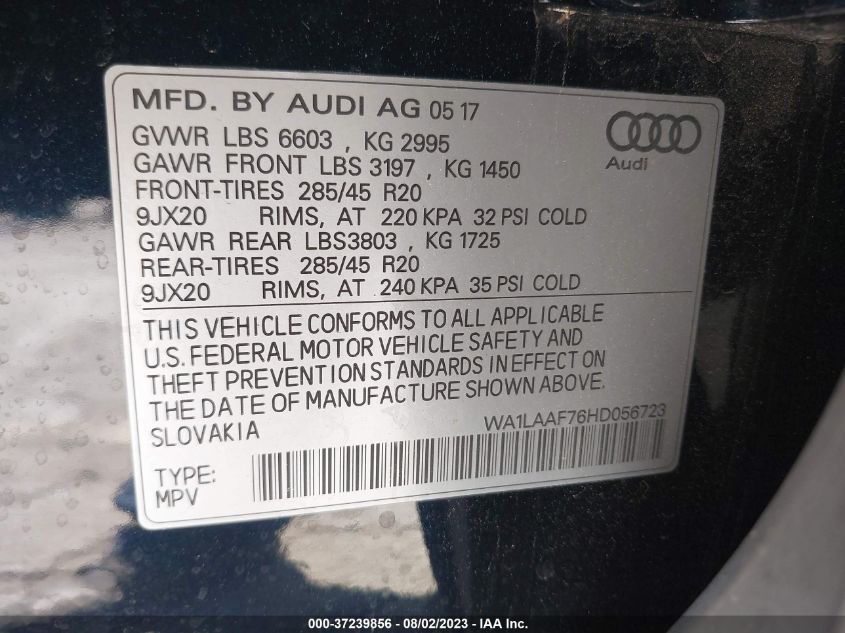 MFD. BY AUDI AG 05 17
GVWR LBS 6603 , KG 2995
GAWR FRONT LBS 3197 , KG 1450
FRONT-TIRES 285/45 R20
9JX20 RIMS, AT 220 KPA 32 PSI COLD
GAWR REAR LBS3803 , KG 1725
REAR-TIRES 285/45 R20
9JX20 RIMS, AT 240 KPA 35 PSI COLD
Audi
THIS VEHICLE CONFORMS TO ALL APPLICABLE
U.S. FEDERAL MOTOR VEHICLE SAFETY AND
THEFT PREVENTION STANDARDS IN EFFECT ON
THE DATE OF MANUFACTURE SHOWN ABOVE.
SLOVAKIA WA1LAAF76HD056723
TYPE:
MPV
000-37239856 - 08/02/2023 - IAA Inc.